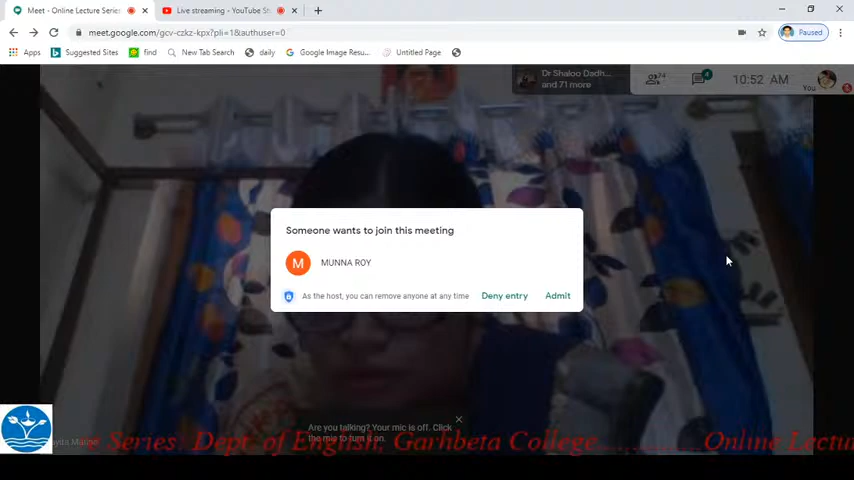 Meet - Online Lecture Series:
Live streaming - YouTube St
meet.google.com/gcv-czkz-kpx?pli=1&authuser=0
Paused
Apps
Suggested Sites
find
New Tab Search
daily
Google Image Resu...
Untitled Page
Dr Shaloo Dadh...
and 71 more
74
4
10:52 AM
You
Someone wants to join this meeting
M
MUNNA ROY
As the host, you can remove anyone at any time
Deny entry
Admit
Are you talking? Your mic is off. Click
the mic to turn it on.
Series: Dept. of English, Garhbeta College ........... Online Lectu